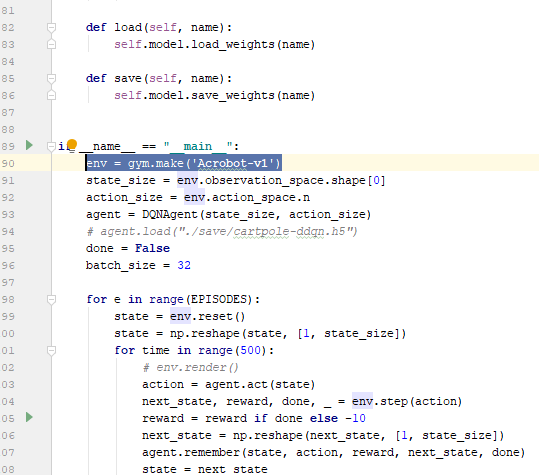 81
82 def load(self, name):
83 self.model.load_weights(name)
84
85 def save(self, name):
86 self.model.save_weights(name)
87
88
89 if __name__ == "__main__":
90 env = gym.make('Acrobot-v1')
91 state_size = env.observation_space.shape[0]
92 action_size = env.action_space.n
93 agent = DQNAgent(state_size, action_size)
94 # agent.load("./save/cartpole-ddqn.h5")
95 done = False
96 batch_size = 32
97
98 for e in range(EPISODES):
99 state = env.reset()
00 state = np.reshape(state, [1, state_size])
01 for time in range(500):
02 # env.render()
03 action = agent.act(state)
04 next_state, reward, done, _ = env.step(action)
05 reward = reward if done else -10
06 next_state = np.reshape(next_state, [1, state_size])
07 agent.remember(state, action, reward, next_state, done)
08 state = next_state